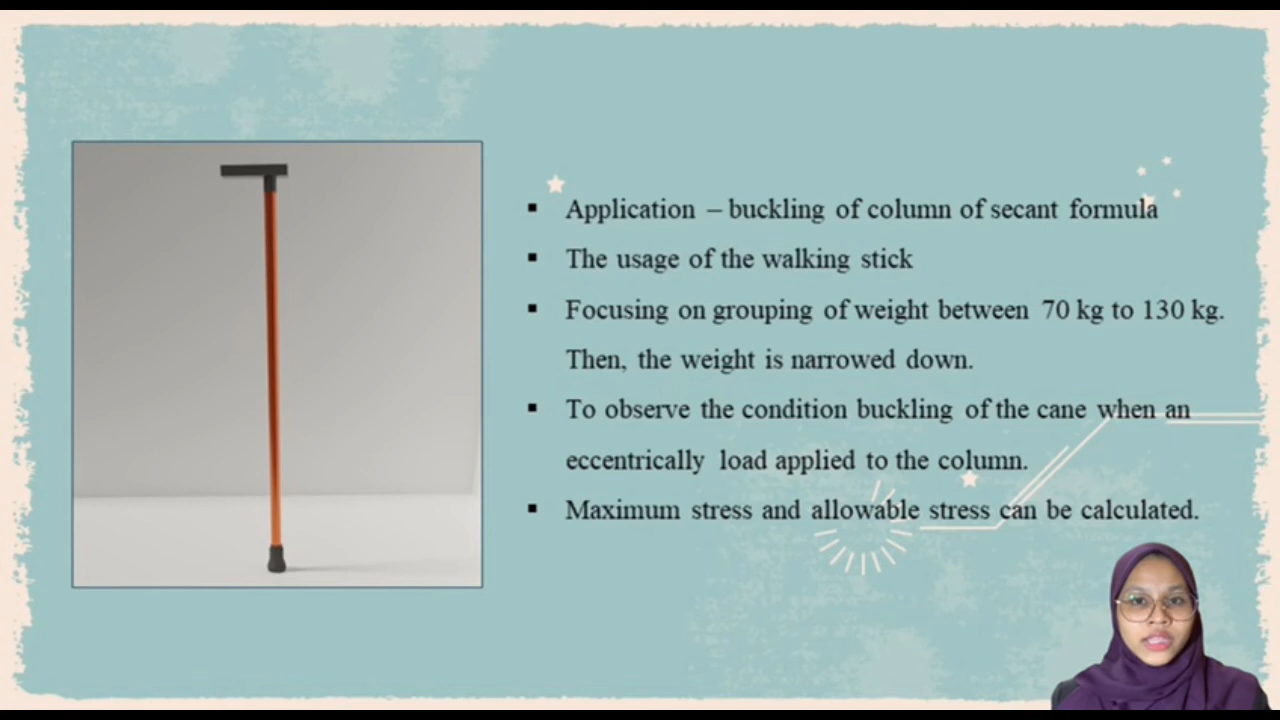 Application – buckling of column of secant formula
The usage of the walking stick
Focusing on grouping of weight between 70 kg to 130 kg.
Then, the weight is narrowed down.
To observe the condition buckling of the cane when an
eccentrically load applied to the column.
Maximum stress and allowable stress can be calculated.